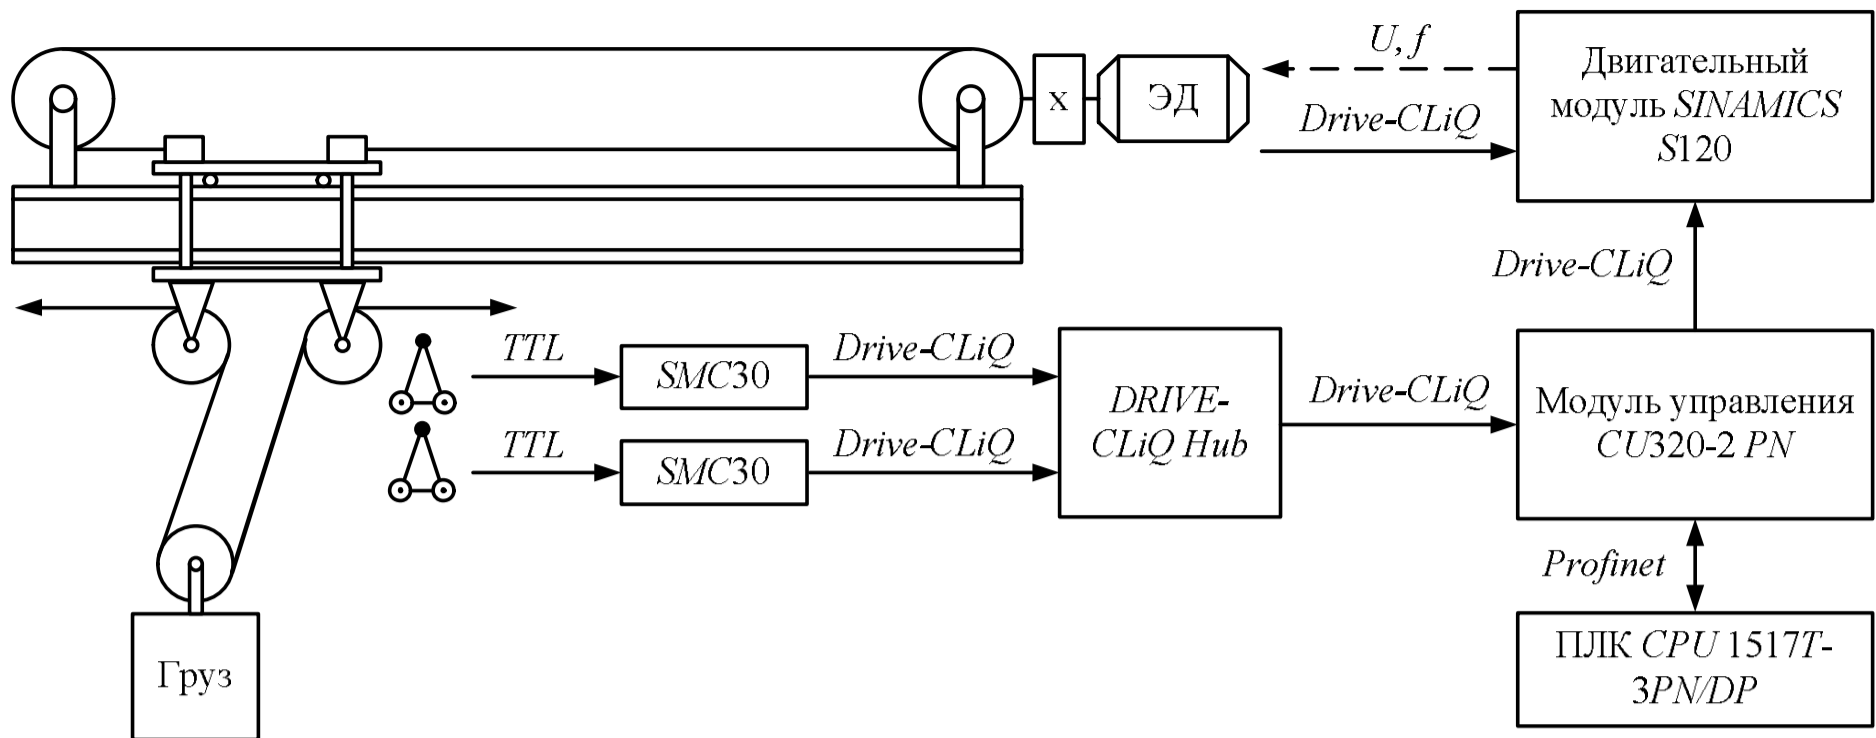 U, f
Двигательный
модуль SINAMICS
S120
х
ЭД
Drive-CLiQ
Drive-CLiQ
TTL
SMC30
Drive-CLiQ
DRIVE-
CLiQ Hub
Drive-CLiQ
Модуль управления
CU320-2 PN
TTL
SMC30
Drive-CLiQ
Profinet
Груз
ПЛК CPU 1517T-
3PN/DP